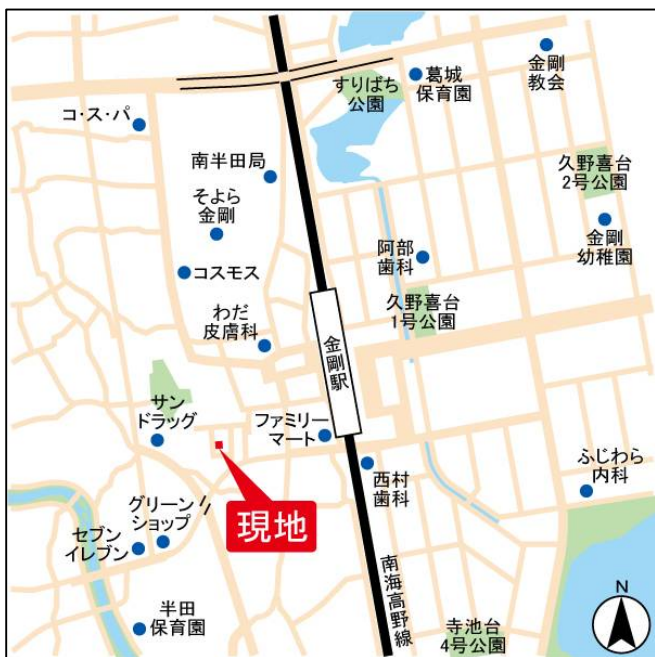 すりばち
公園
葛城
保育園
金剛
教会
コ・ス・パ
南半田局
そよら
金剛
久野喜台
2号公園
金剛
幼稚園
コスモス
阿部
歯科
わだ
皮膚科
久野喜台
1号公園
金剛駅
サン
ドラッグ
ファミリー
マート
西村
歯科
ふじわら
内科
グリーン
ショップ
現地
セブン
イレブン
南海高野線
半田
保育園
寺池台
4号公園
N